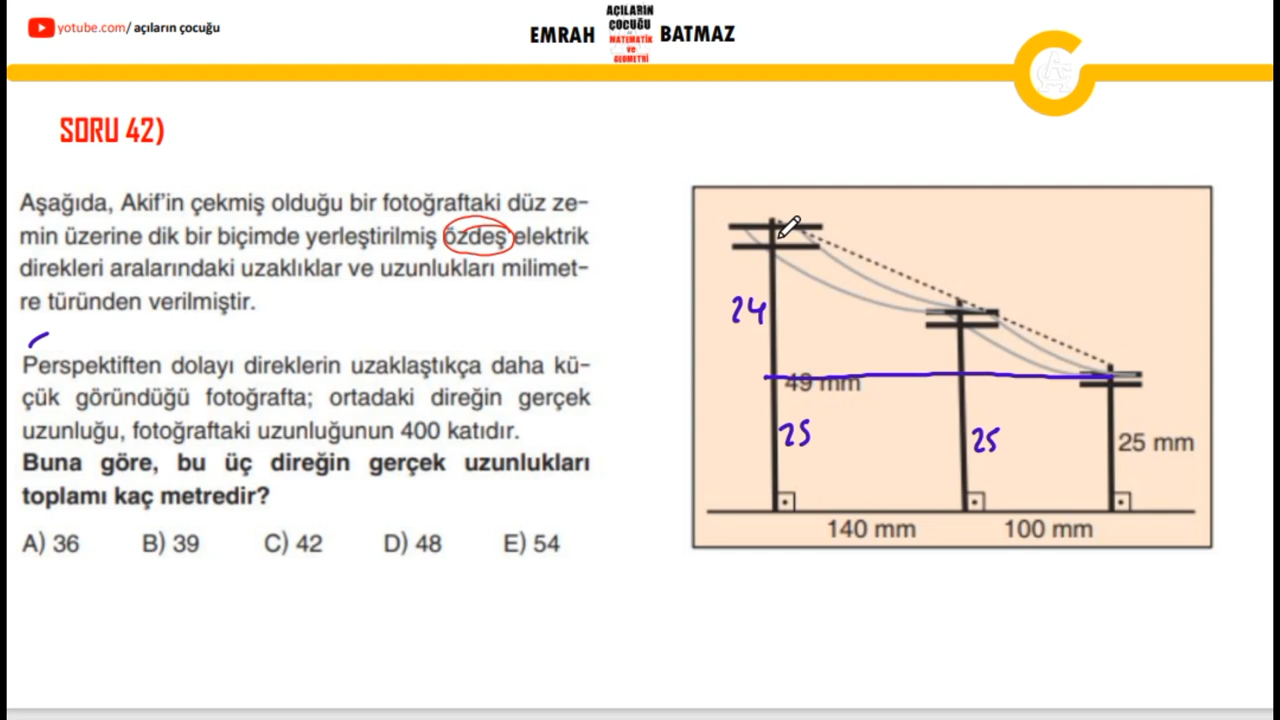 yotube.com/ açıların çocuğu
EMRAH
AÇILARIN
ÇOCUĞU
MATEMATİK
ve
GEOMETRİ
BATMAZ
SORU 42)
Aşağıda, Akif'in çekmiş olduğu bir fotoğraftaki düz ze-
min üzerine dik bir biçimde yerleştirilmiş özdeş elektrik
direkleri aralarındaki uzaklıklar ve uzunlukları milimet-
re türünden verilmiştir.
Perspektiften dolayı direklerin uzaklaştıkça daha kü-
çük göründüğü fotoğrafta; ortadaki direğin gerçek
uzunluğu, fotoğraftaki uzunluğunun 400 katıdır.
Buna göre, bu üç direğin gerçek uzunlukları
toplamı kaç metredir?
A) 36 B) 39 C) 42 D) 48 E) 54
24
49 mm
25
25
25 mm
140 mm 100 mm